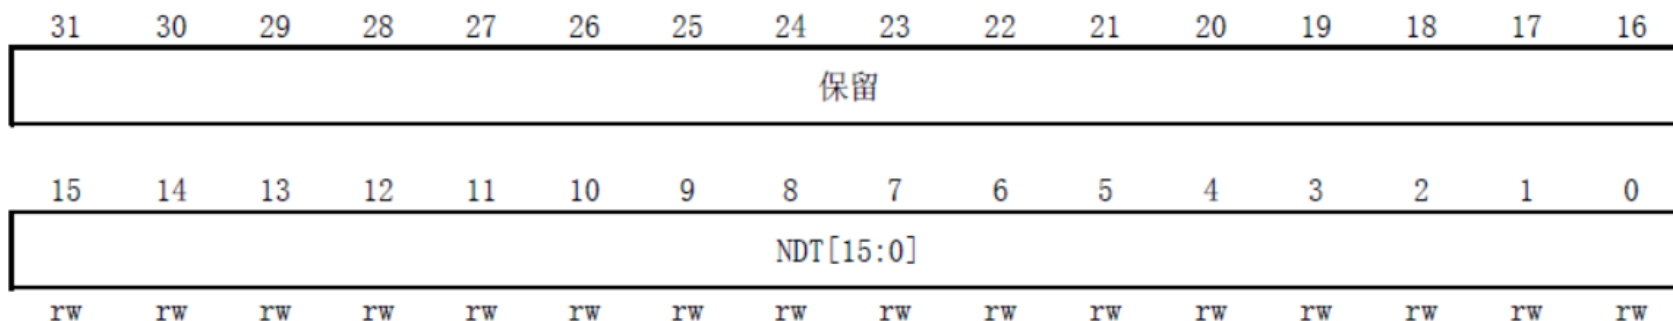 31 30 29 28 27 26 25 24 23 22 21 20 19 18 17 16
保留
15 14 13 12 11 10 9 8 7 6 5 4 3 2 1 0
NDT[15:0]
rw rw rw rw rw rw rw rw rw rw rw rw rw rw rw rw